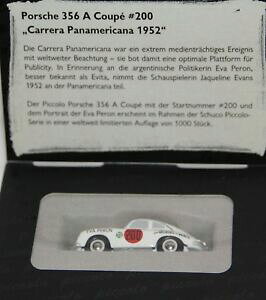 Porsche 356 A Coupé #200
„Carrera Panamericana 1952“
Die Carrera Panamericana war ein extrem medienträchtiges Ereignis
mit weltweiter Beachtung – sie bot damit eine optimale Plattform für
Publicity. In Erinnerung an die argentinische Politikerin Eva Peron,
besser bekannt als Evita, nimmt die Schauspielerin Jaqueline Evans
1952 an der Panamericana teil.
Der Piccolo Porsche 356 A Coupé mit der Startnummer #200 und
dem Portrait der Eva Peron erscheint im Rahmen der Schuco Piccolo-
Serie in einer weltweit limitierten Auflage von 1000 Stück.
EVA PERON
200